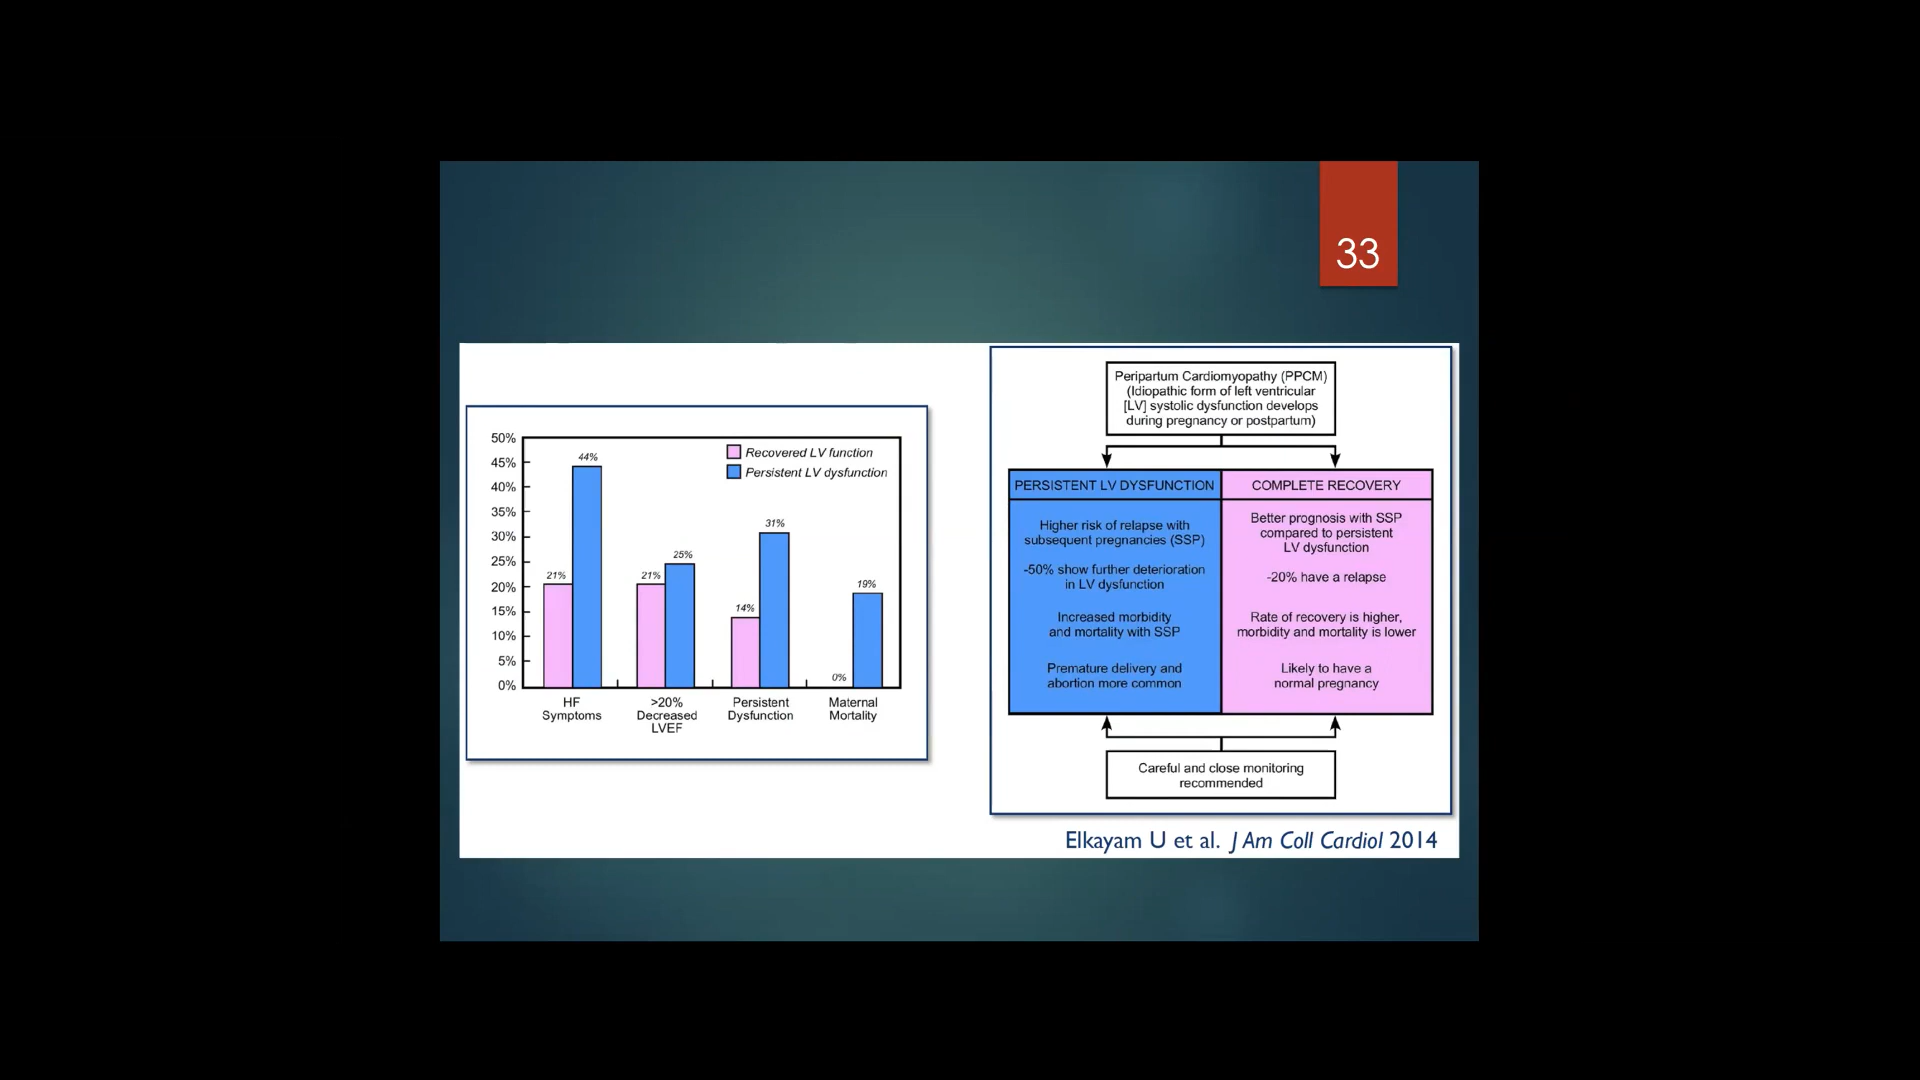 33
50%
45%
40%
35%
30%
25%
20%
15%
10%
5%
0%
Recovered LV function
Persistent LV dysfunction
21%
44%
21%
25%
14%
31%
0%
19%
HF
Symptoms
>20%
Decreased
LVEF
Persistent
Dysfunction
Maternal
Mortality
Peripartum Cardiomyopathy (PPCM)
(Idiopathic form of left ventricular
[LV] systolic dysfunction develops
during pregnancy or postpartum)
PERSISTENT LV DYSFUNCTION
Higher risk of relapse with
subsequent pregnancies (SSP)
-50% show further deterioration
in LV dysfunction
Increased morbidity
and mortality with SSP
Premature delivery and
abortion more common
COMPLETE RECOVERY
Better prognosis with SSP
compared to persistent
LV dysfunction
-20% have a relapse
Rate of recovery is higher,
morbidity and mortality is lower
Likely to have a
normal pregnancy
Careful and close monitoring
recommended
Elkayam U et al. J Am Coll Cardiol 2014